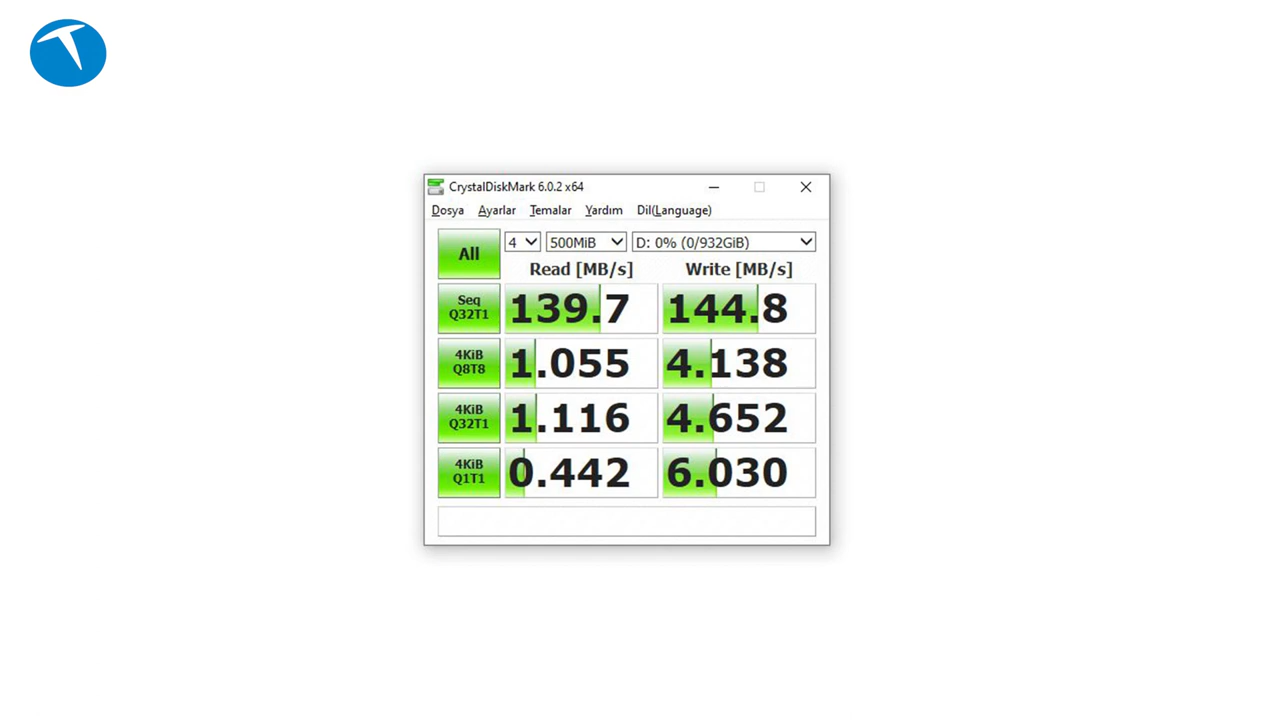 CrystalDiskMark 6.0.2 x64
Dosya Ayarlar Temalar Yardım Dil(Language)
All
4 500MiB D: 0% (0/932GiB)
Read [MB/s] Write [MB/s]
Seq
Q32T1
139.7 144.8
4KiB
Q8T8
1.055 4.138
4KiB
Q32T1
1.116 4.652
4KiB
Q1T1
0.442 6.030